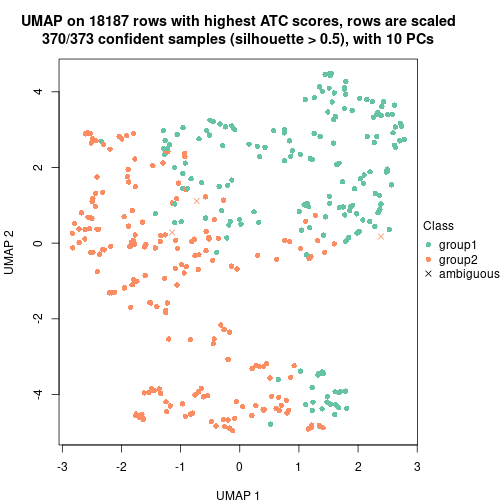 UMAP on 18187 rows with highest ATC scores, rows are scaled
370/373 confident samples (silhouette > 0.5), with 10 PCs
4
2
0
-2
-4
UMAP 2
-3 -2 -1 0 1 2 3
UMAP 1
Class
group1
group2
ambiguous